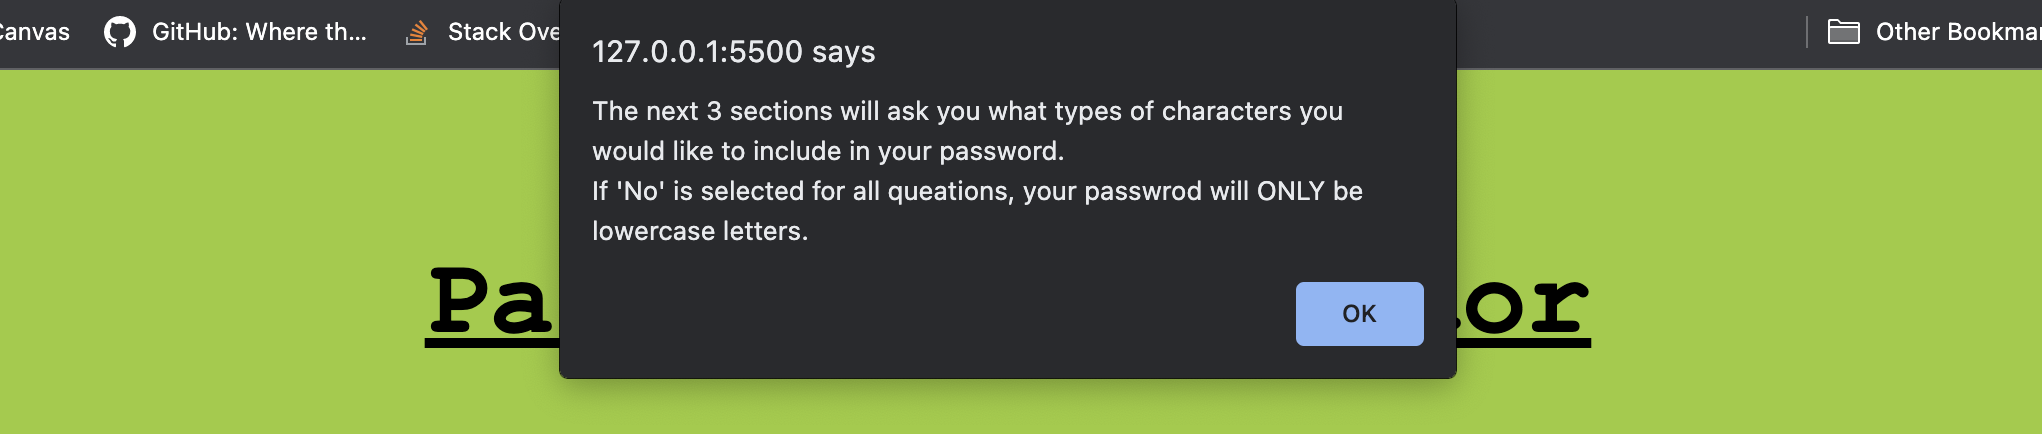 Canvas
GitHub: Where th...
Stack Ove
Other Bookmar
127.0.0.1:5500 says
The next 3 sections will ask you what types of characters you
would like to include in your password.
If 'No' is selected for all queations, your passwrod will ONLY be
lowercase letters.
OK
Pa
or